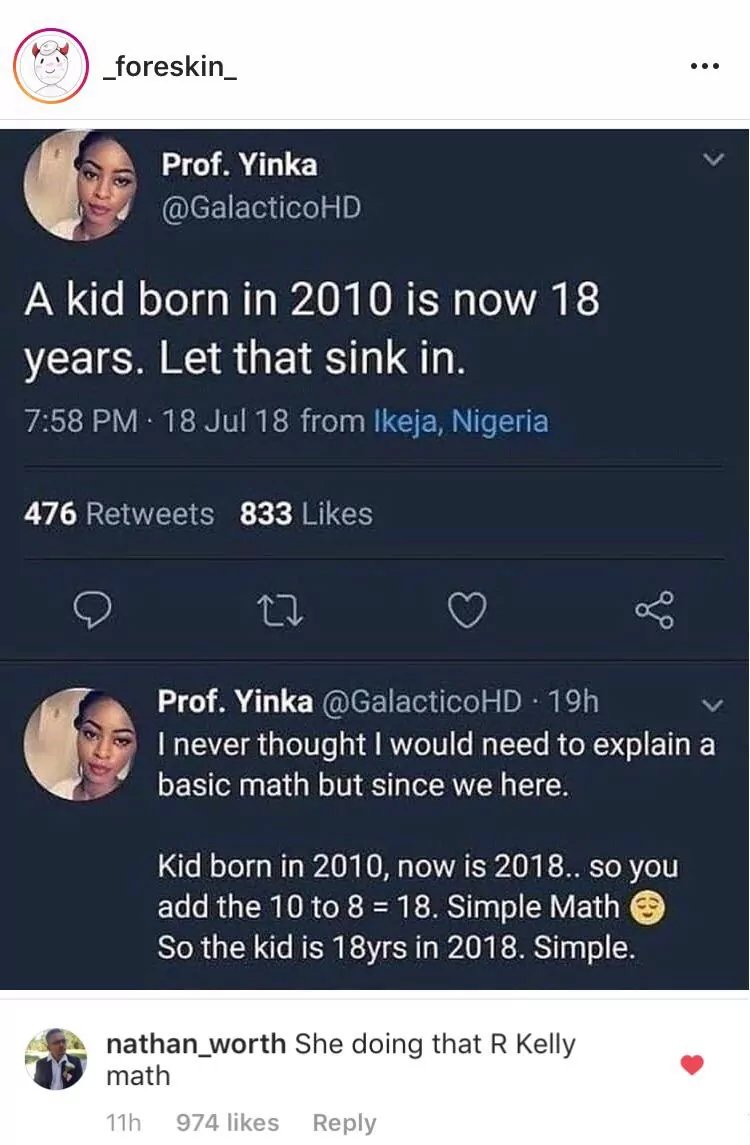 _foreskin_
Prof. Yinka
@GalacticoHD
A kid born in 2010 is now 18
years. Let that sink in.
7:58 PM · 18 Jul 18 from Ikeja, Nigeria
476 Retweets 833 Likes
Prof. Yinka @GalacticoHD · 19h
I never thought I would need to explain a
basic math but since we here.
Kid born in 2010, now is 2018.. so you
add the 10 to 8 = 18. Simple Math 😌
So the kid is 18yrs in 2018. Simple.
nathan_worth She doing that R Kelly
math
11h 974 likes Reply